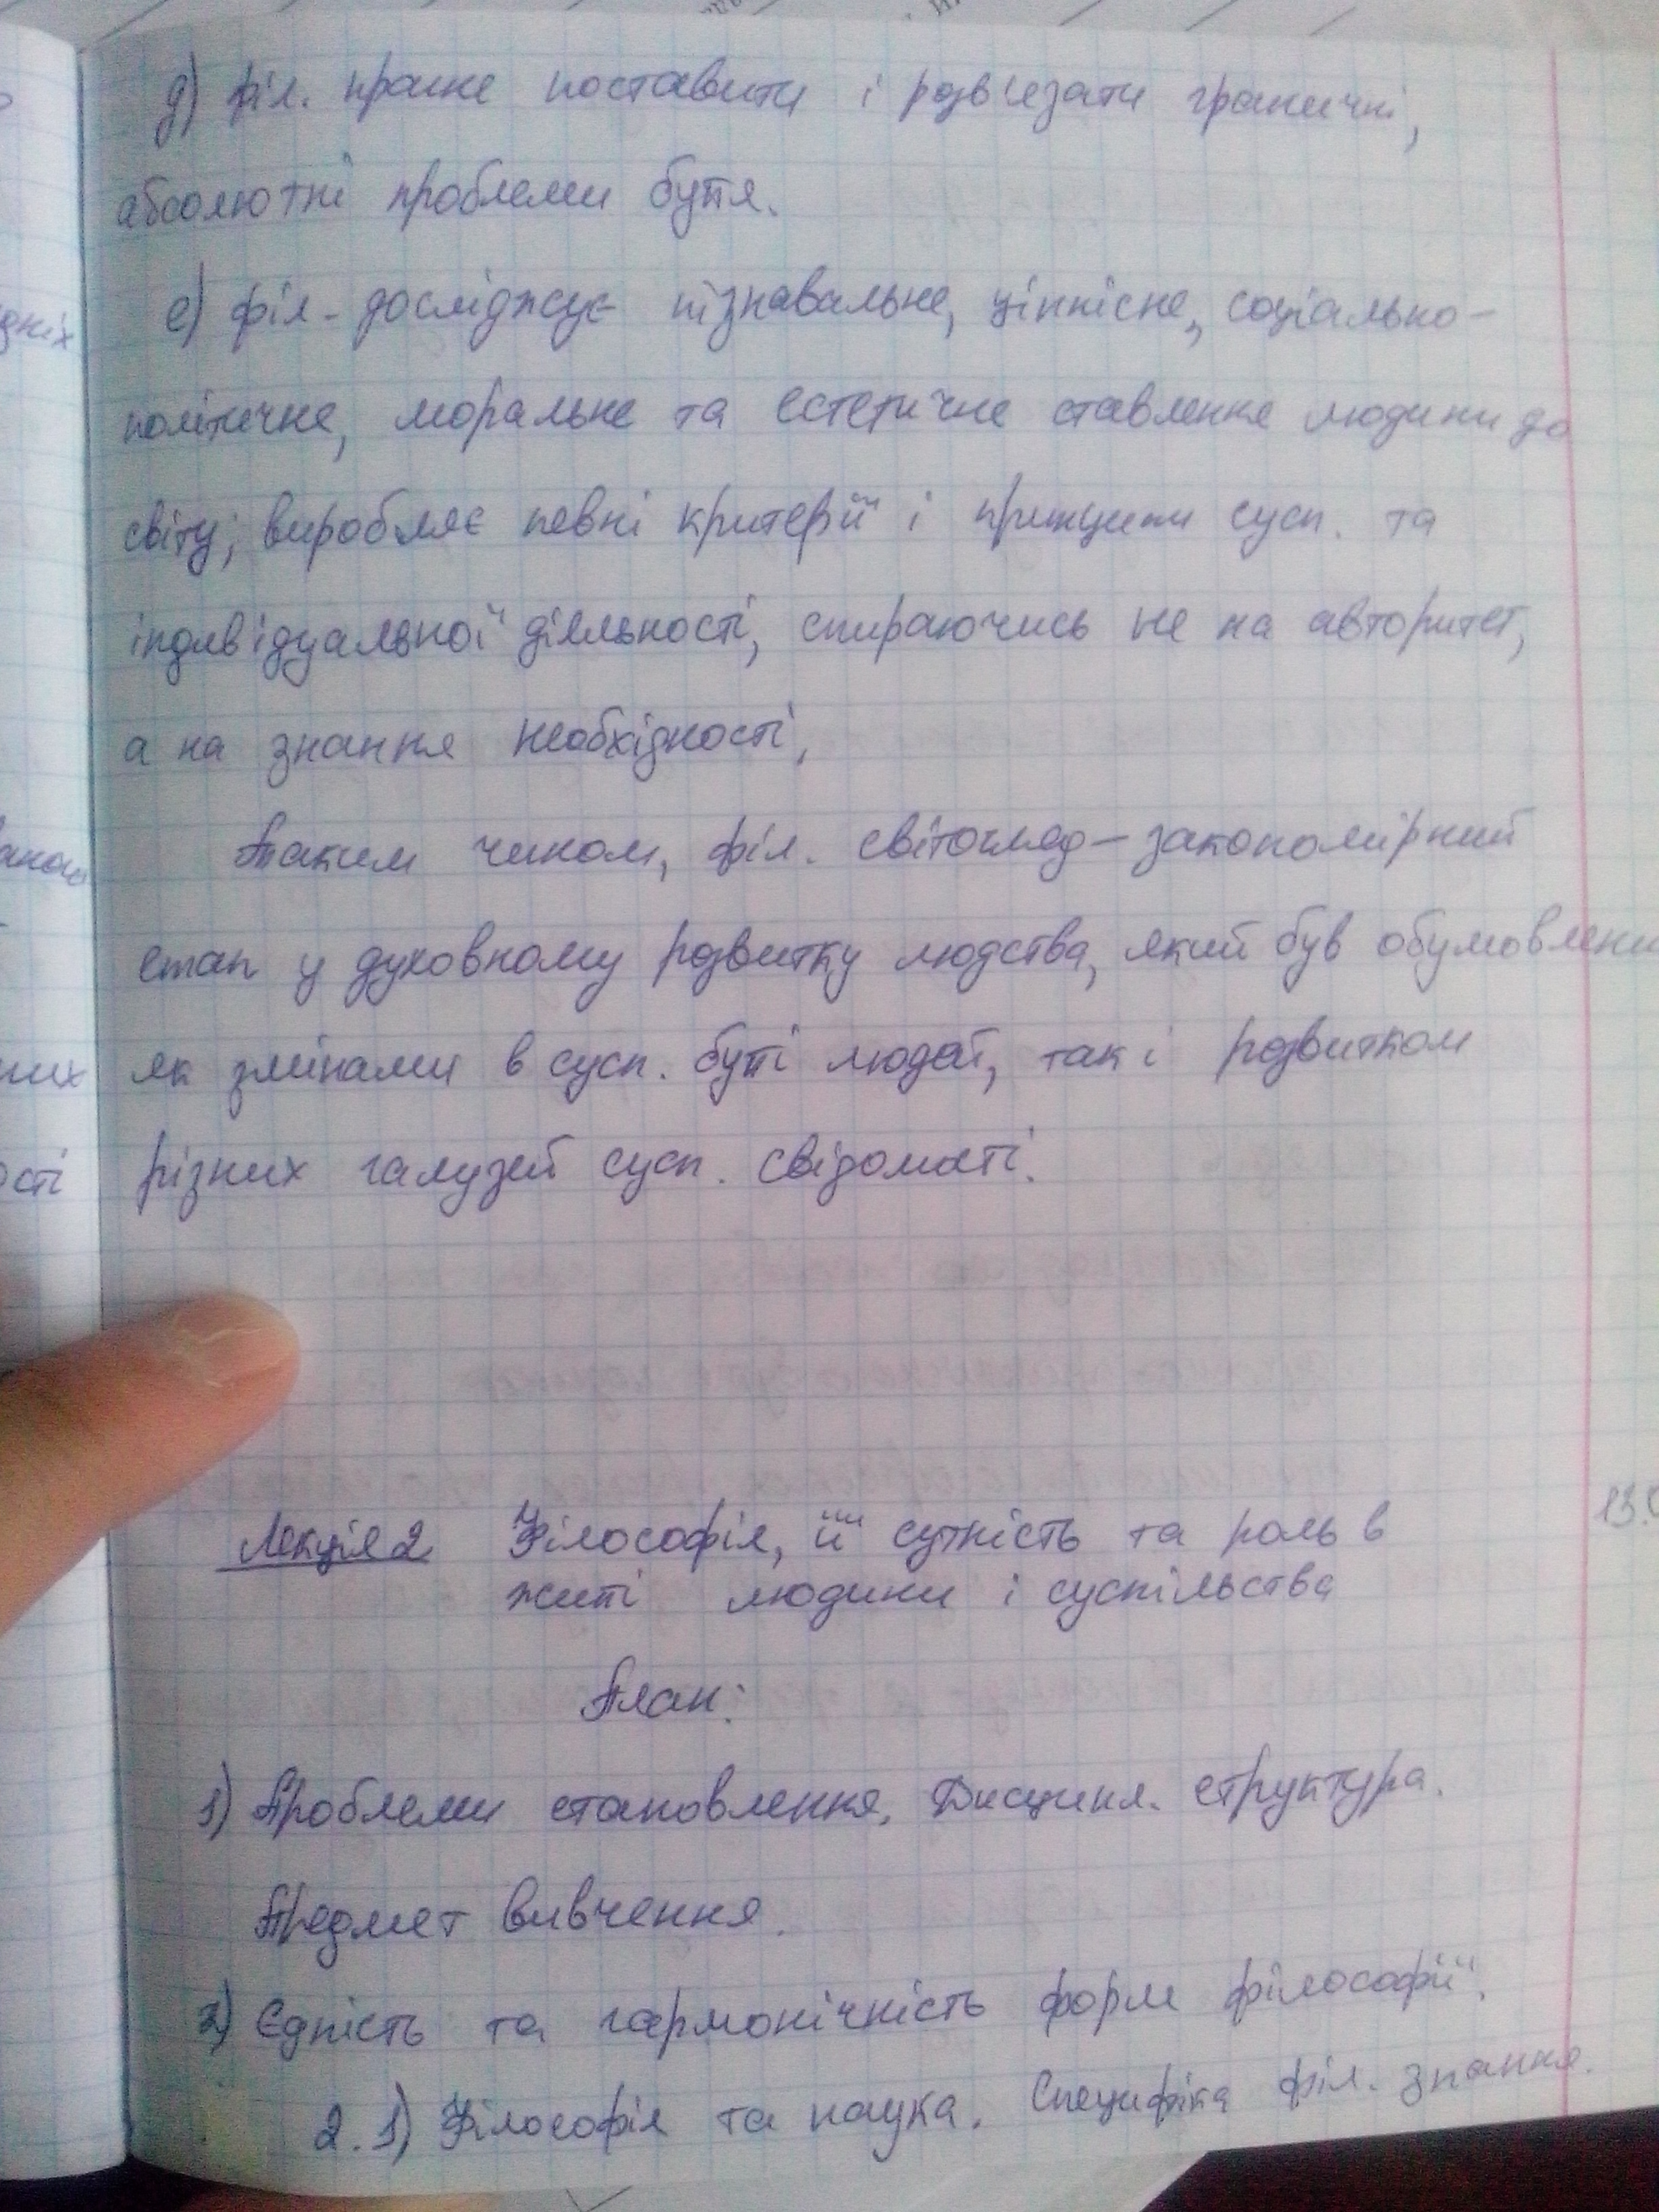 д) філ. прагне поставити і розв'язати граничні,
абсолютні проблеми буття.
е) філ. досліджує пізнавальне, ціннісне, соціально-
політичне, моральне та естетичне ставлення людини до
світу; виробляє певні критерії і принципи сусп. та
індивідуальної діяльності, спираючись не на авторитет,
а на знання необхідності,
Таким чином, філ. світогляд – закономірний
етап у духовному розвитку людства, який був обумовлени
як змінами в сусп. бутті людей, так і розвитком
різних галузей сусп. свідомості.
Лекція 2 Філософія, її сутність та роль в
житті людини і суспільства
План:
1) Проблеми становлення. Дисципл. структура.
Предмет вивчення.
2) Єдність та гармонічність форм філософії.
2.1) Філософія та наука. Специфіка філ. знання.